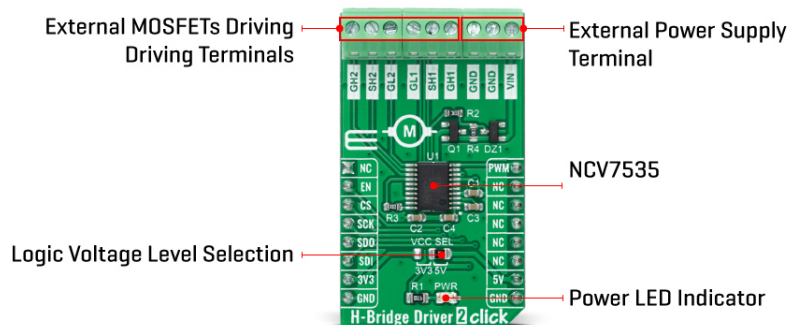 External MOSFETs Driving
Driving Terminals
External Power Supply
Terminal
GH2 SH2 GL2 GL1 SH1 GH1 GND GND VIN
R2
M
Q1 R4 DZ1
U1
NC
EN
CS
SCK
SDO
SDI
3V3
GND
PWM
NC
NC
NC
NC
NC
5V
GND
NCV7535
C1
R3
C3
C2 C4
VCC SEL
3V3 5V
Logic Voltage Level Selection
R1 PWR
Power LED Indicator
H-Bridge Driver 2 click